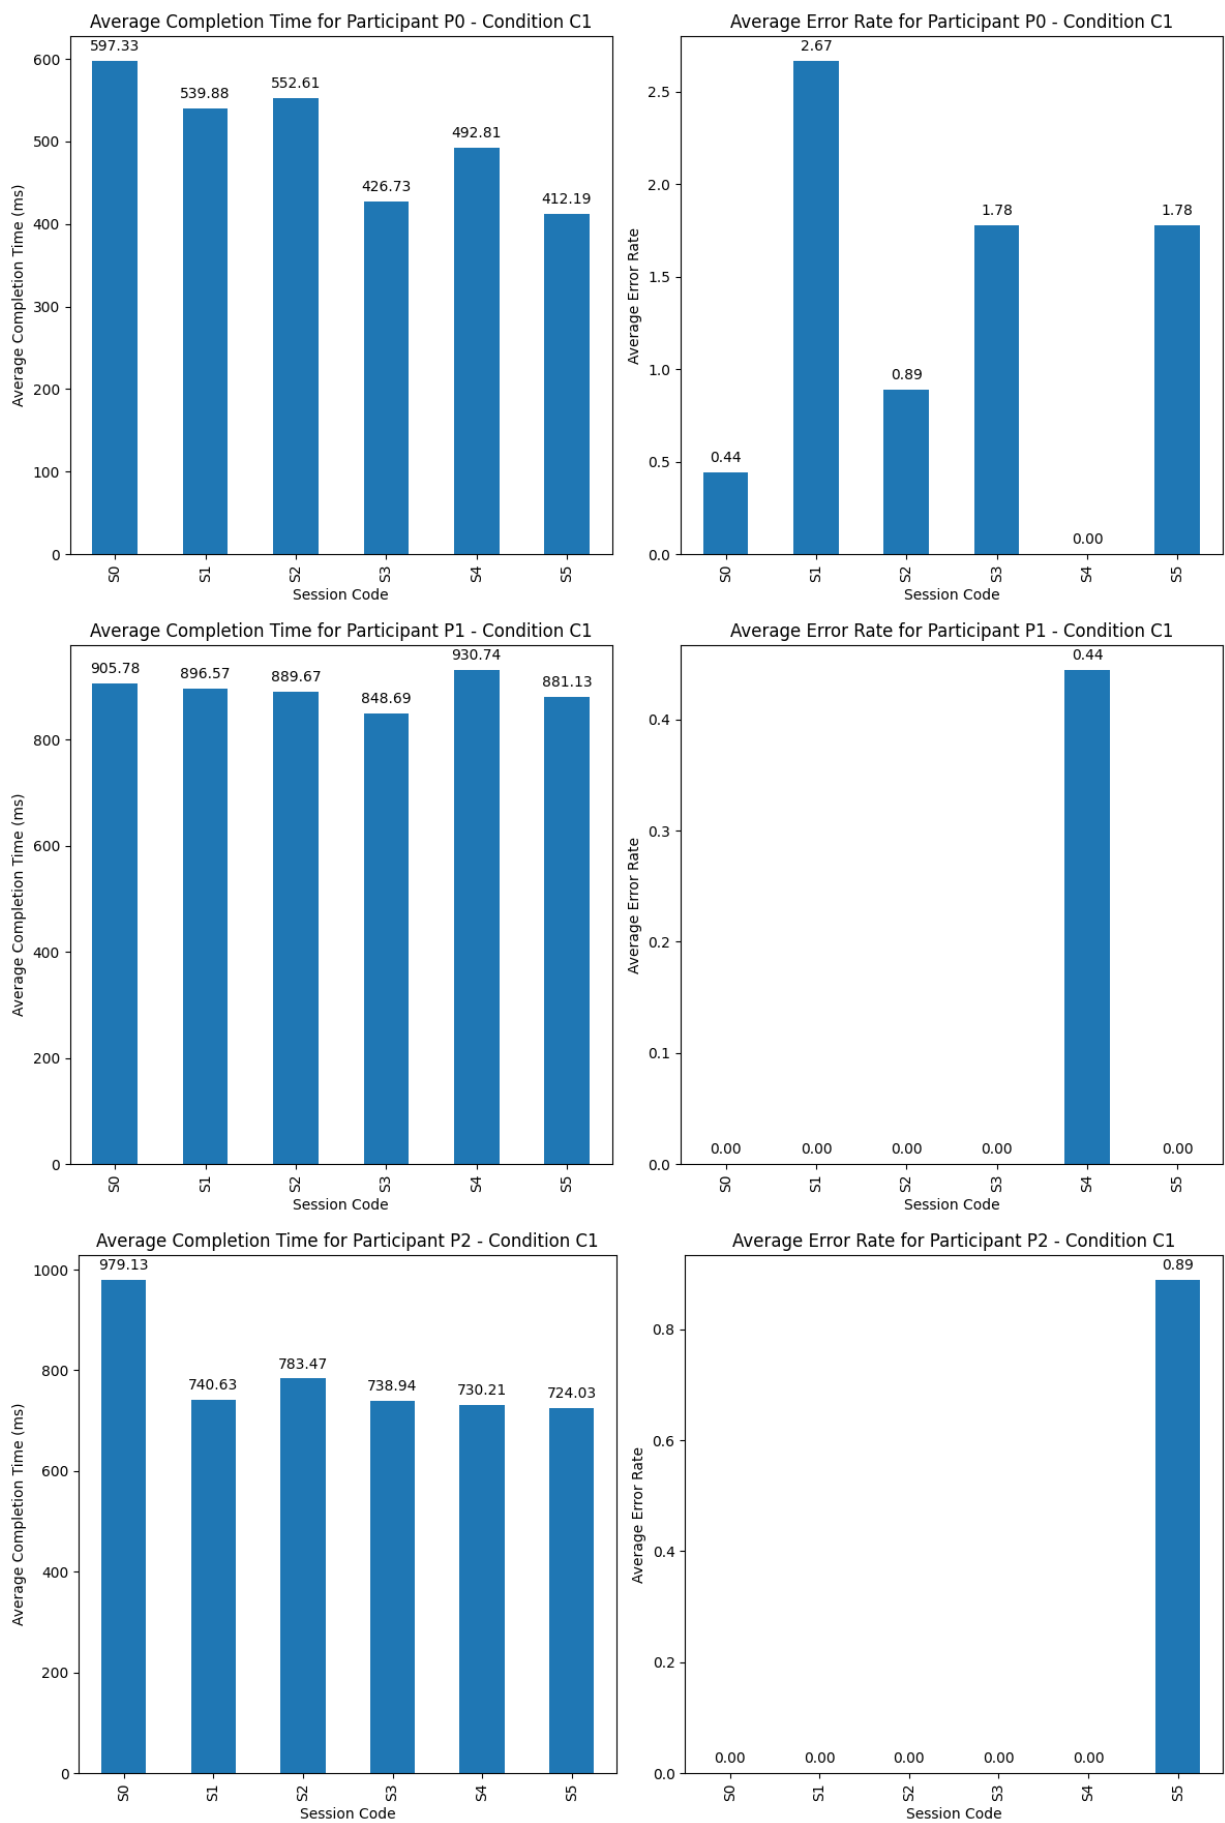 Average Completion Time for Participant P0 - Condition C1
Average Completion Time (ms)
600
500
400
300
200
100
0
597.33
539.88
552.61
426.73
492.81
412.19
S0
S1
S2
S3
S4
S5
Session Code
Average Error Rate for Participant P0 - Condition C1
Average Error Rate
2.5
2.0
1.5
1.0
0.5
0.0
0.44
2.67
0.89
1.78
0.00
1.78
S0
S1
S2
S3
S4
S5
Session Code
Average Completion Time for Participant P1 - Condition C1
Average Completion Time (ms)
800
600
400
200
0
905.78
896.57
889.67
848.69
930.74
881.13
S0
S1
S2
S3
S4
S5
Session Code
Average Error Rate for Participant P1 - Condition C1
Average Error Rate
0.4
0.3
0.2
0.1
0.0
0.00
0.00
0.00
0.00
0.44
0.00
S0
S1
S2
S3
S4
S5
Session Code
Average Completion Time for Participant P2 - Condition C1
Average Completion Time (ms)
1000
800
600
400
200
0
979.13
740.63
783.47
738.94
730.21
724.03
S0
S1
S2
S3
S4
S5
Session Code
Average Error Rate for Participant P2 - Condition C1
Average Error Rate
0.8
0.6
0.4
0.2
0.0
0.00
0.00
0.00
0.00
0.00
0.89
S0
S1
S2
S3
S4
S5
Session Code